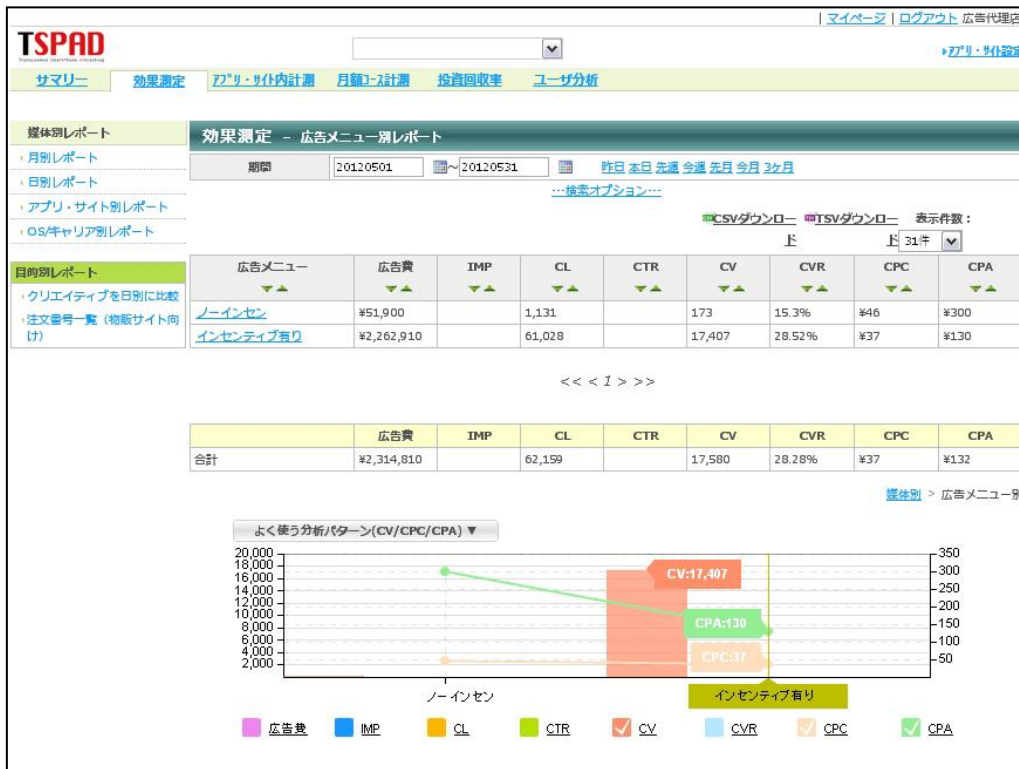 | マイページ | ログアウト 広告代理店
TSPAD
アプリ・サイト設定
サマリー 効果測定 アプリ・サイト内計測 月額コース計測 投資回収率 ユーザ分析
媒体別レポート
月別レポート
日別レポート
アプリ・サイト別レポート
OS/キャリア別レポート
目的別レポート
クリエイティブを日別に比較
注文番号一覧（物販サイト向
け）
効果測定 － 広告メニュー別レポート
期間 20120501 ～ 20120531 昨日 本日 先週 今週 先月 今月 3ヶ月
---検索オプション---
CSVダウンロー TSVダウンロー 表示件数：
ド ド 31件
広告メニュー 広告費 IMP CL CTR CV CVR CPC CPA
▼▲ ▼▲ ▼▲ ▼▲ ▼▲ ▼▲ ▼▲ ▼▲ ▼▲
ノーインセン ¥51,900 1,131 173 15.3% ¥46 ¥300
インセンティブ有り ¥2,262,910 61,028 17,407 28.52% ¥37 ¥130
<< < 1 > >>
広告費 IMP CL CTR CV CVR CPC CPA
合計 ¥2,314,810 62,159 17,580 28.28% ¥37 ¥132
媒体別 > 広告メニュー別
よく使う分析パターン(CV/CPC/CPA) ▼
20,000
18,000
16,000
14,000
12,000
10,000
8,000
6,000
4,000
2,000
350
300
250
200
150
100
50
CV:17,407
CPA:130
CPC:37
ノーインセン インセンティブ有り
広告費 IMP CL CTR CV CVR CPC CPA